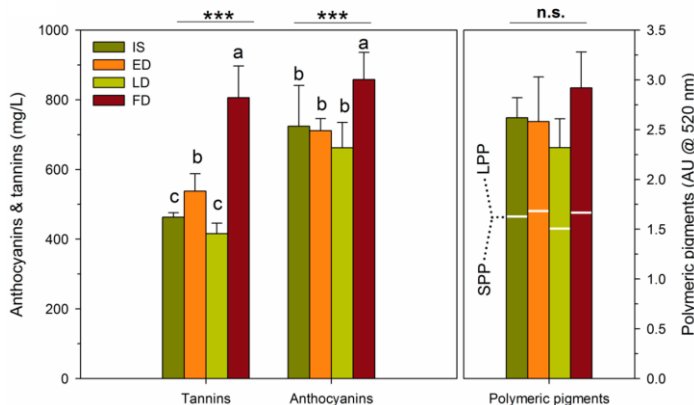 *** *** n.s.
1000 3.5
IS
ED
LD
FD
a
a
b
b
b
b
c
c
800
600
400
200
0
3.0
2.5
2.0
1.5
1.0
0.5
0.0
Anthocyanins & tannins (mg/L)
Polymeric pigments (AU @ 520 nm)
LPP
SPP
Tannins Anthocyanins Polymeric pigments